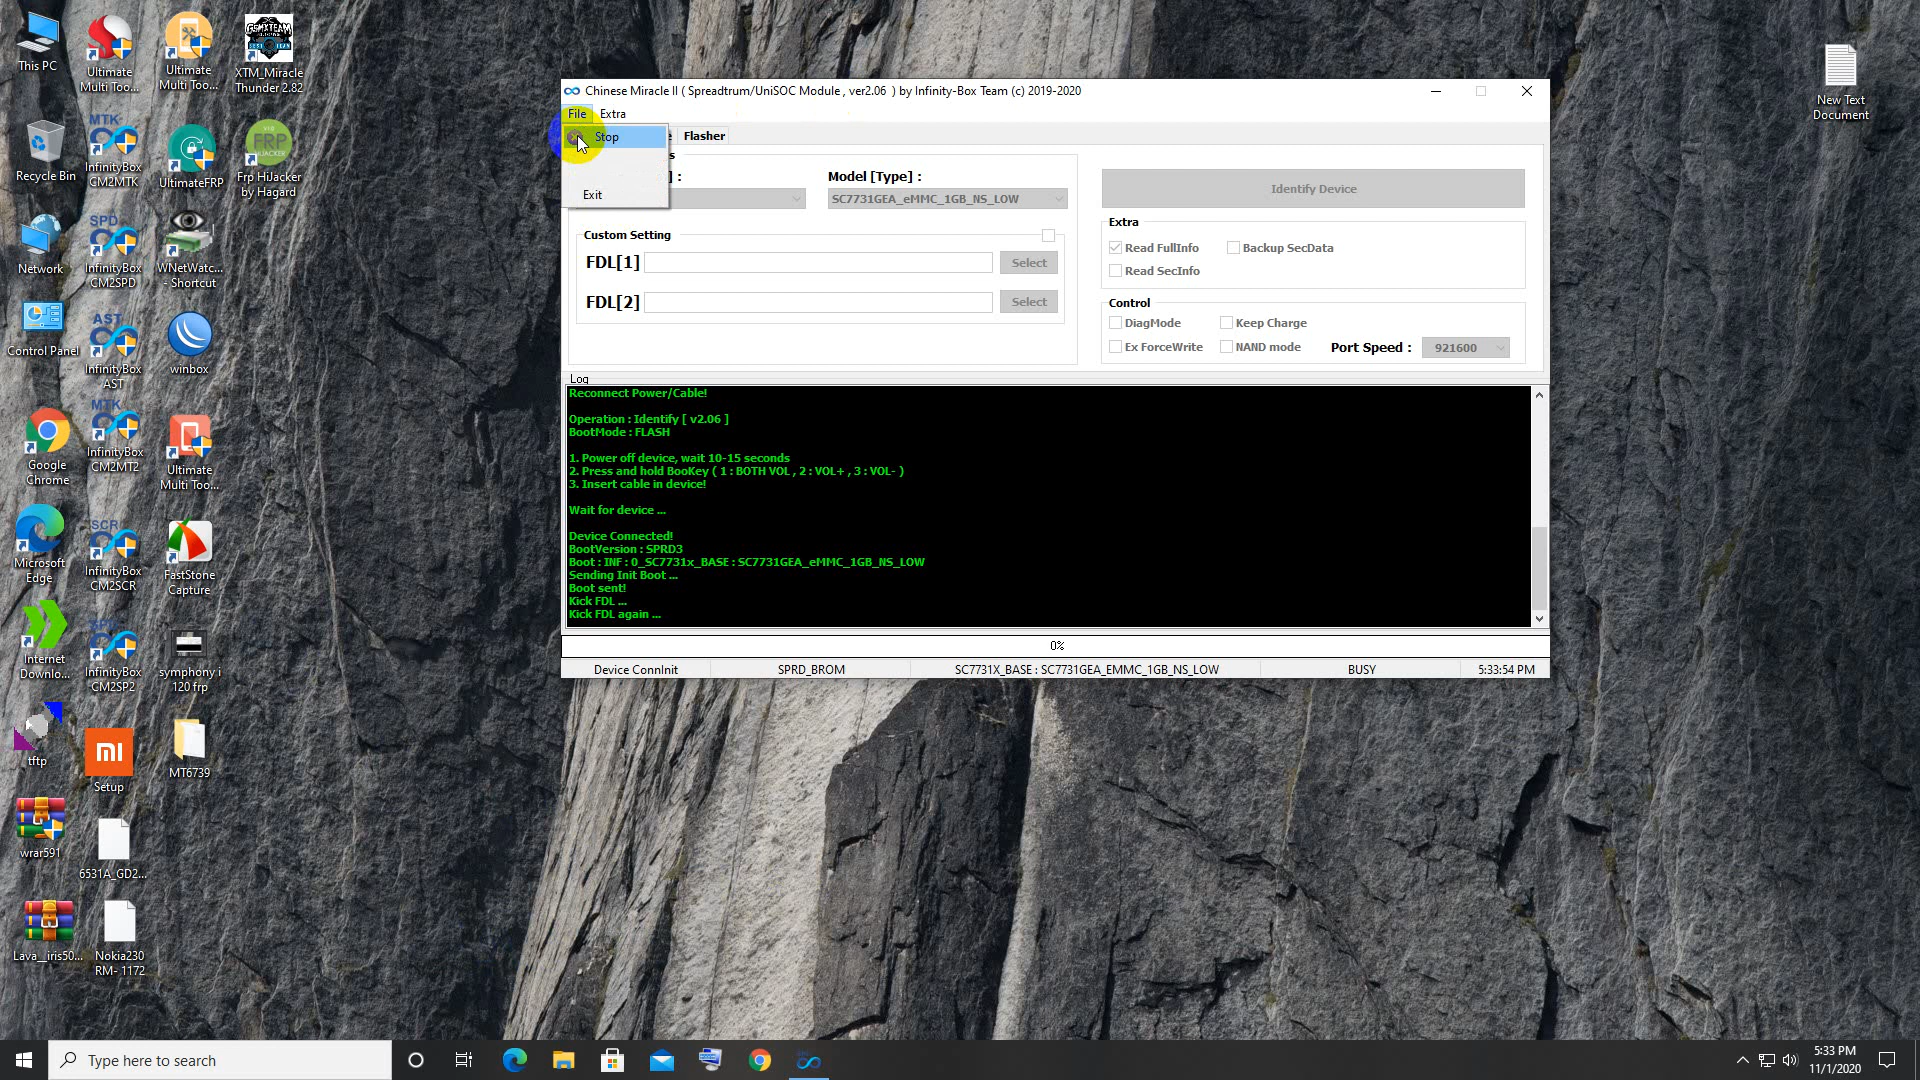 This PC
Ultimate
Multi Too...
Ultimate
Multi Too...
XTM_Miracle
Thunder 2.82
Recycle Bin
MTK
InfinityBox
CM2MTK
UltimateFRP
FRP
HIJACKER
Frp HiJacker
by Hagard
Network
SPD
InfinityBox
CM2SPD
WNetWatc...
- Shortcut
Control Panel
AST
InfinityBox
AST
winbox
Google
Chrome
MTK
InfinityBox
CM2MT2
Ultimate
Multi Too...
Microsoft
Edge
SCR
InfinityBox
CM2SCR
FastStone
Capture
Internet
Downlo...
InfinityBox
CM2SP2
symphony i
120 frp
tftp
mi
Setup
MT6739
wrar591
6531A_GD2...
Lava__iris50...
Nokia230
RM- 1172
New Text
Document
Chinese Miracle II ( Spreadtrum/UniSOC Module , ver2.06 ) by Infinity-Box Team (c) 2019-2020
File
Extra
Stop
Exit
Flasher
Model [Type] :
SC7731GEA_eMMC_1GB_NS_LOW
Custom Setting
FDL[1]
Select
FDL[2]
Select
Identify Device
Extra
Read FullInfo
Backup SecData
Read SecInfo
Control
DiagMode
Keep Charge
Ex ForceWrite
NAND mode
Port Speed :
921600
Log
Reconnect Power/Cable!
Operation : Identify [ v2.06 ]
BootMode : FLASH
1. Power off device, wait 10-15 seconds
2. Press and hold BooKey ( 1 : BOTH VOL , 2 : VOL+ , 3 : VOL- )
3. Insert cable in device!
Wait for device ...
Device Connected!
BootVersion : SPRD3
Boot : INF : 0_SC7731x_BASE : SC7731GEA_eMMC_1GB_NS_LOW
Sending Init Boot ...
Boot sent!
Kick FDL ...
Kick FDL again ...
0%
Device ConnInit
SPRD_BROM
SC7731X_BASE : SC7731GEA_EMMC_1GB_NS_LOW
BUSY
5:33:54 PM
Type here to search
5:33 PM
11/1/2020